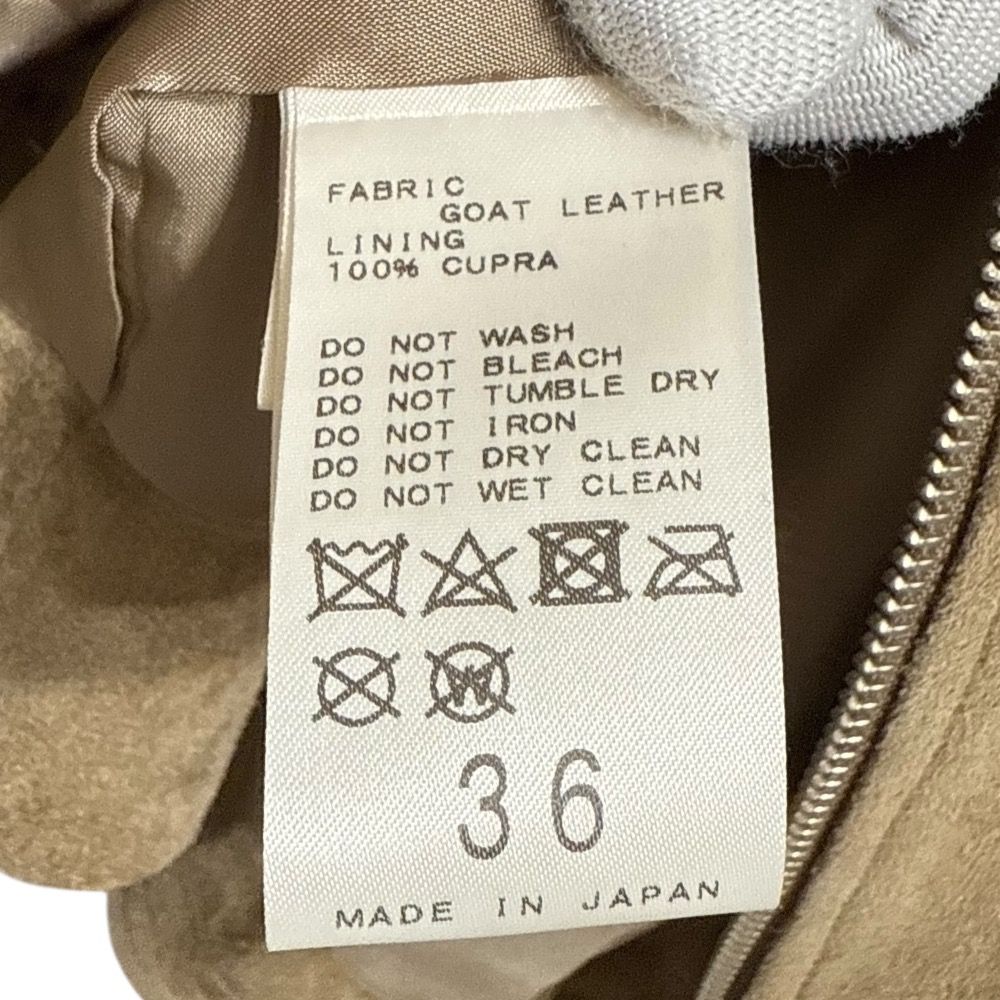 FABRIC
GOAT LEATHER
LINING
100% CUPRA
DO NOT WASH
DO NOT BLEACH
DO NOT TUMBLE DRY
DO NOT IRON
DO NOT DRY CLEAN
DO NOT WET CLEAN
W
36
MADE IN JAPAN